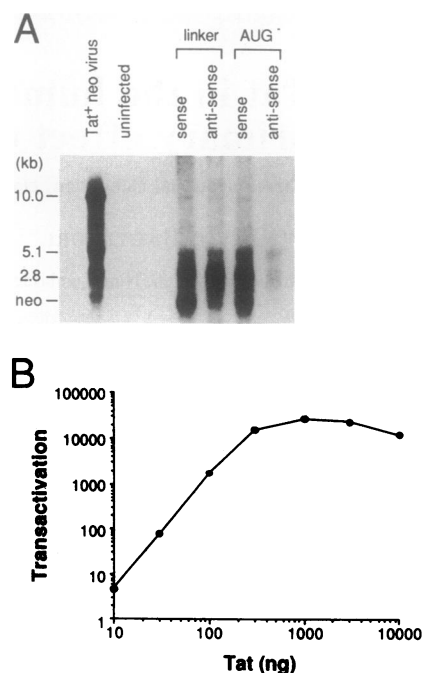 A
linker
AUG-
Tat+ neo virus
uninfected
sense
anti-sense
sense
anti-sense
(kb)
10.0
5.1
2.8
neo
B
100000
10000
1000
100
10
1
Transactivation
10
100
1000
10000
Tat (ng)